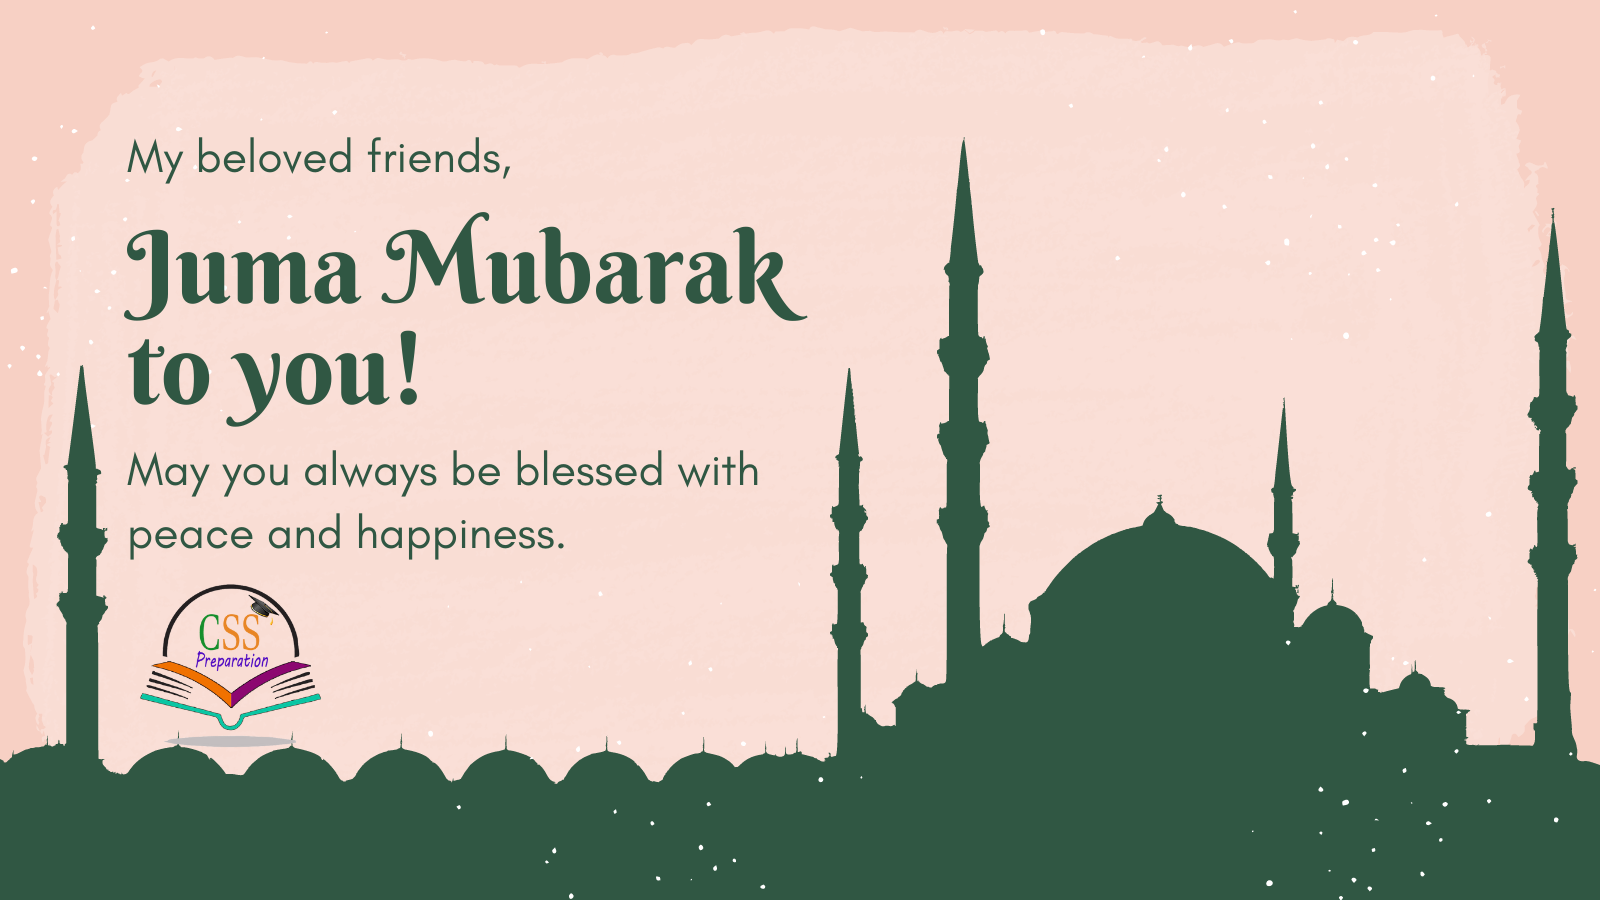 My beloved friends,
Juma Mubarak
to you!
May you always be blessed with
peace and happiness.
CSS
Preparation